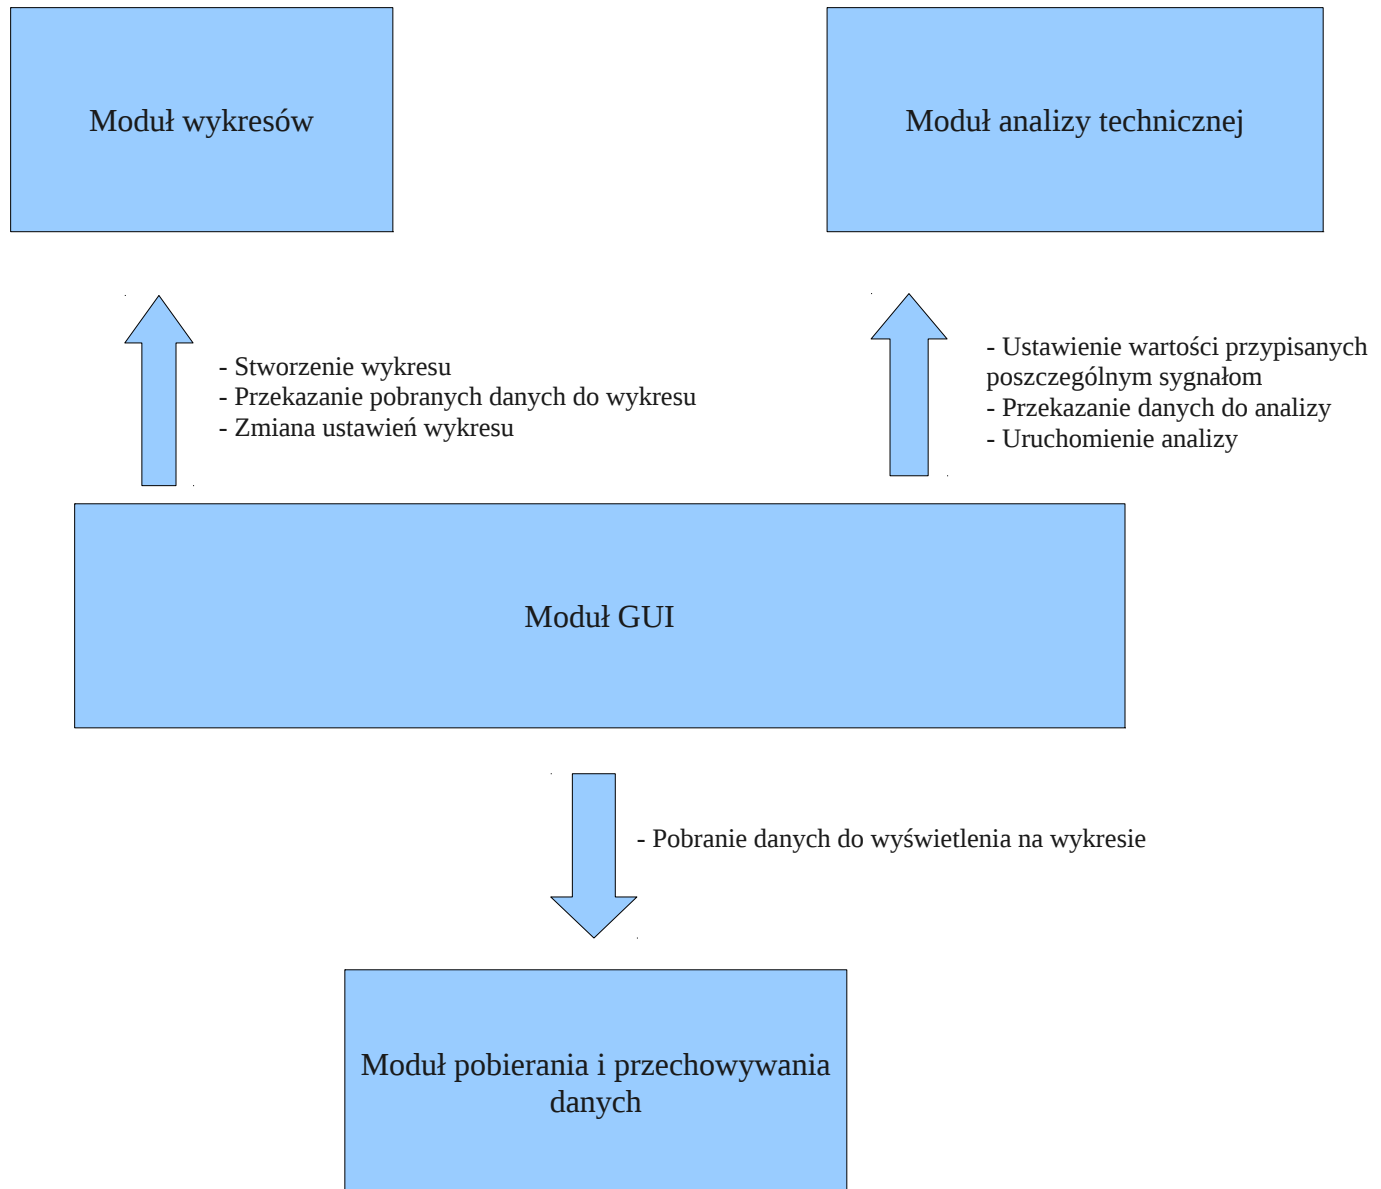 Moduł wykresów
Moduł analizy technicznej
- Stworzenie wykresu
- Przekazanie pobranych danych do wykresu
- Zmiana ustawień wykresu
- Ustawienie wartości przypisanych
poszczególnym sygnałom
- Przekazanie danych do analizy
- Uruchomienie analizy
Moduł GUI
- Pobranie danych do wyświetlenia na wykresie
Moduł pobierania i przechowywania
danych